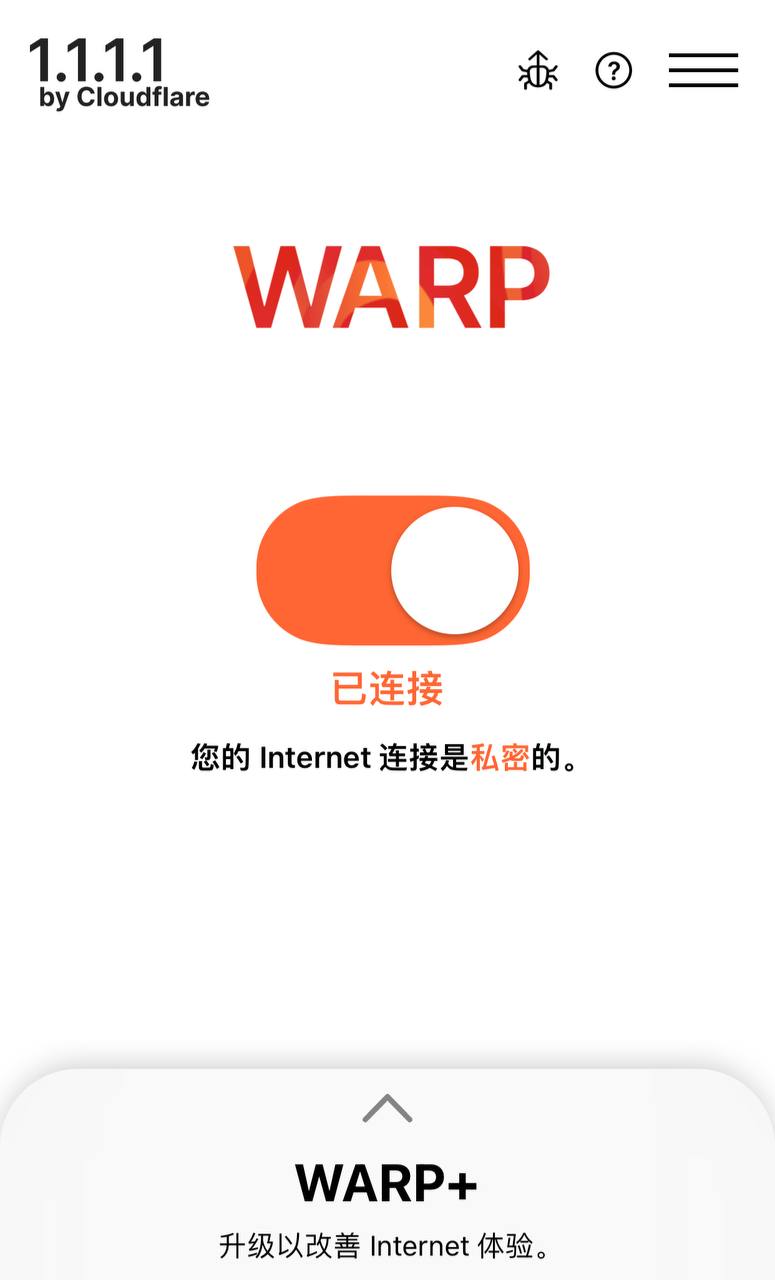 1.1.1.1
by Cloudflare
?
WARP
已连接
您的 Internet 连接是私密的。
WARP+
升级以改善 Internet 体验。